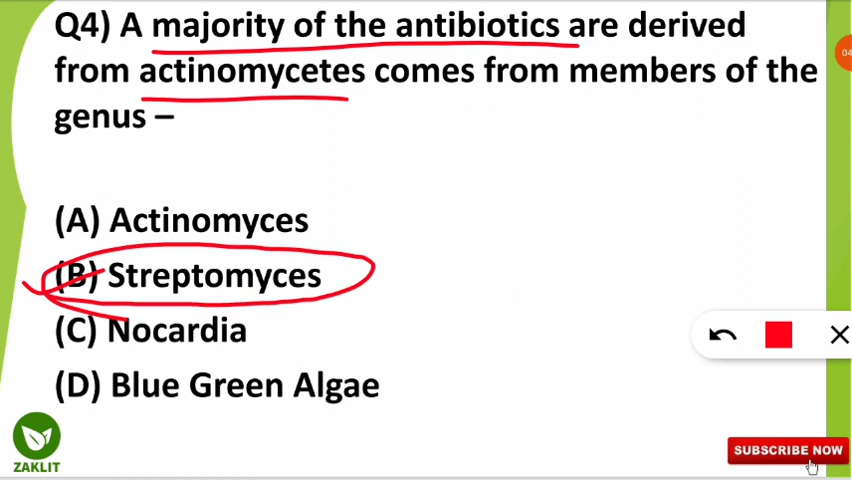 Q4) A majority of the antibiotics are derived
from actinomycetes comes from members of the
genus –
(A) Actinomyces
(B) Streptomyces
(C) Nocardia
(D) Blue Green Algae
04
ZAKLIT
SUBSCRIBE NOW